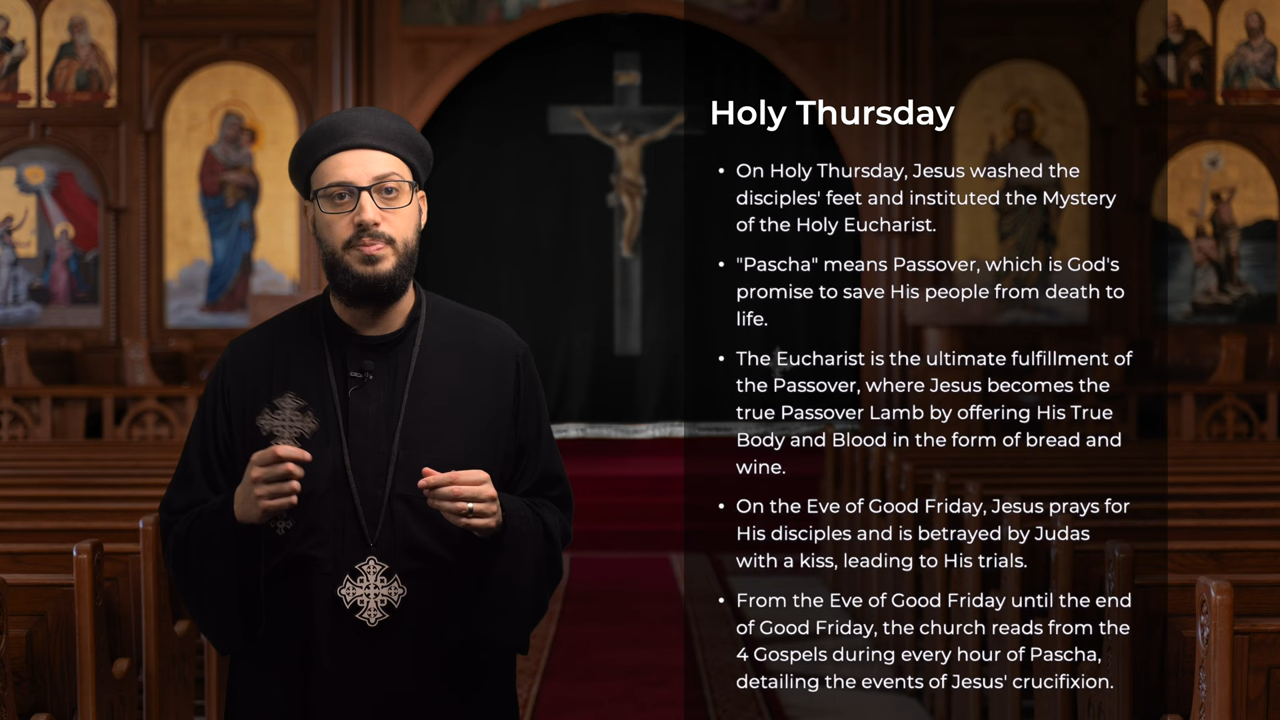 Holy Thursday
• On Holy Thursday, Jesus washed the
disciples' feet and instituted the Mystery
of the Holy Eucharist.
• "Pascha" means Passover, which is God's
promise to save His people from death to
life.
• The Eucharist is the ultimate fulfillment of
the Passover, where Jesus becomes the
true Passover Lamb by offering His True
Body and Blood in the form of bread and
wine.
• On the Eve of Good Friday, Jesus prays for
His disciples and is betrayed by Judas
with a kiss, leading to His trials.
• From the Eve of Good Friday until the end
of Good Friday, the church reads from the
4 Gospels during every hour of Pascha,
detailing the events of Jesus' crucifixion.